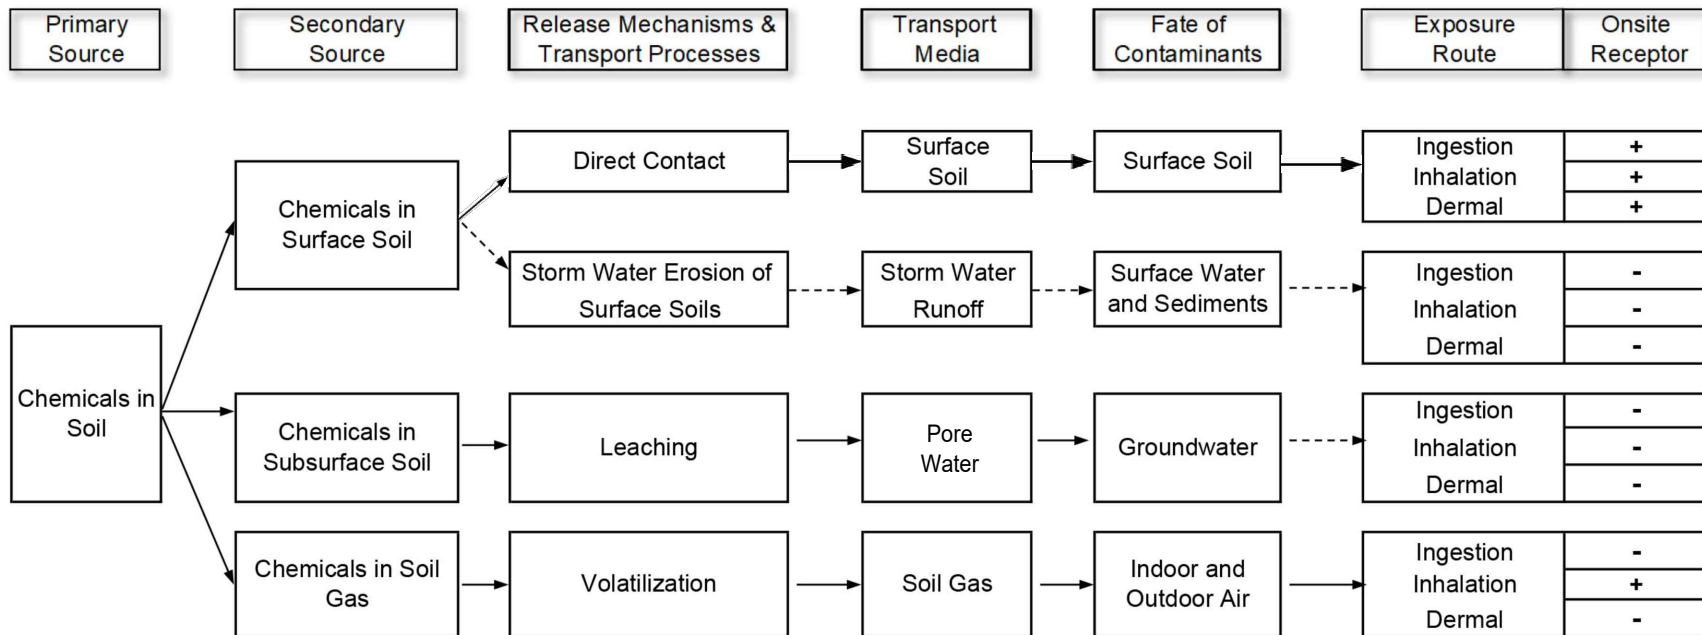 Primary
Source
Secondary
Source
Release Mechanisms &
Transport Processes
Transport
Media
Fate of
Contaminants
Exposure
Route
Onsite
Receptor
Chemicals in
Soil
Chemicals in
Surface Soil
Direct Contact
Surface
Soil
Surface Soil
Ingestion +
Inhalation +
Dermal +
Storm Water Erosion of
Surface Soils
Storm Water
Runoff
Surface Water
and Sediments
Ingestion -
Inhalation -
Dermal -
Chemicals in
Subsurface Soil
Leaching
Pore
Water
Groundwater
Ingestion -
Inhalation -
Dermal -
Chemicals in Soil
Gas
Volatilization
Soil Gas
Indoor and
Outdoor Air
Ingestion -
Inhalation +
Dermal -